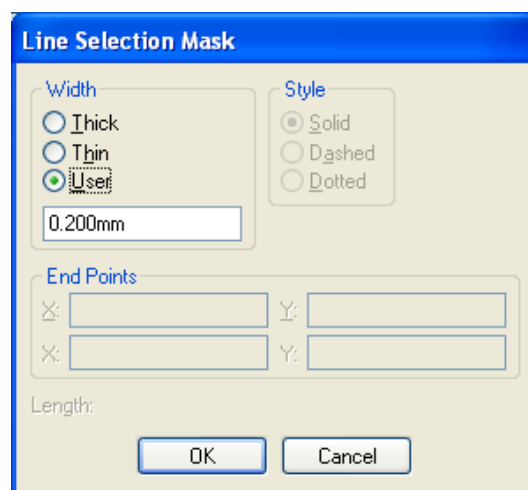 Line Selection Mask
Width
Thick
Thin
User
0.200mm
Style
Solid
Dashed
Dotted
End Points
X: Y:
X: Y:
Length:
OK Cancel